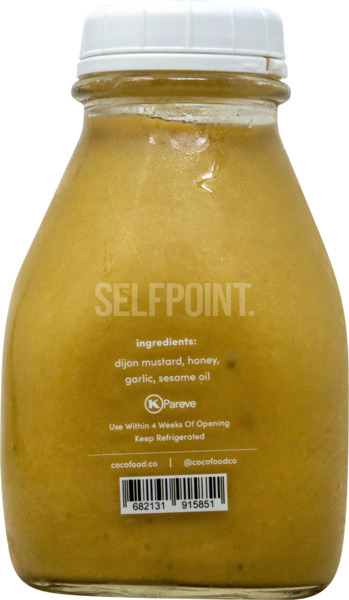 SELFPOINT.
ingredients:
dijon mustard, honey,
garlic, sesame oil
K Pareve
Use Within 4 Weeks Of Opening
Keep Refrigerated
cocofood.co | @cocofoodco
682131 915851